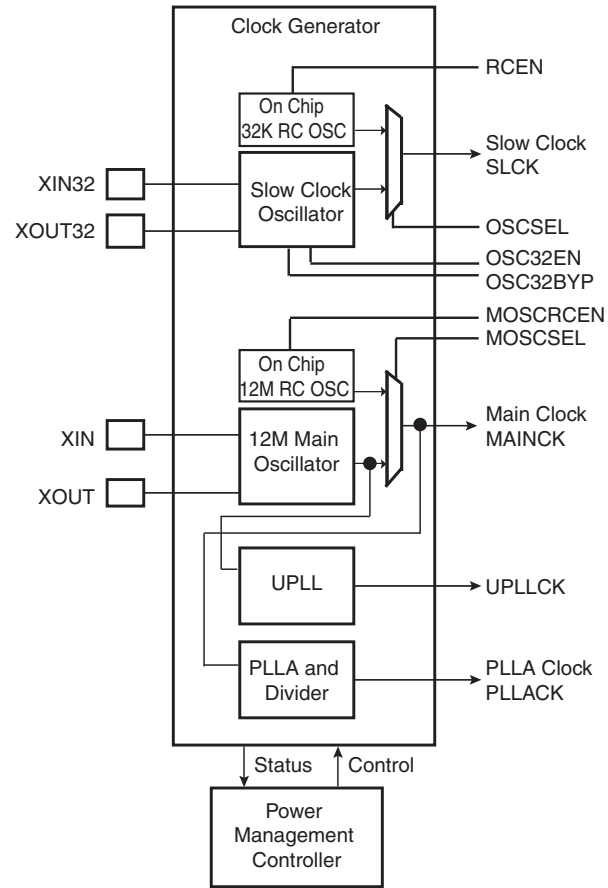 Clock Generator
RCEN
On Chip
32K RC OSC
Slow Clock
SLCK
XIN32
Slow Clock
Oscillator
XOUT32
OSCSEL
OSC32EN
OSC32BYP
MOSCRCEN
MOSCSEL
On Chip
12M RC OSC
Main Clock
MAINCK
XIN
12M Main
Oscillator
XOUT
UPLL
UPLLCK
PLLA and
Divider
PLLA Clock
PLLACK
Status
Control
Power
Management
Controller